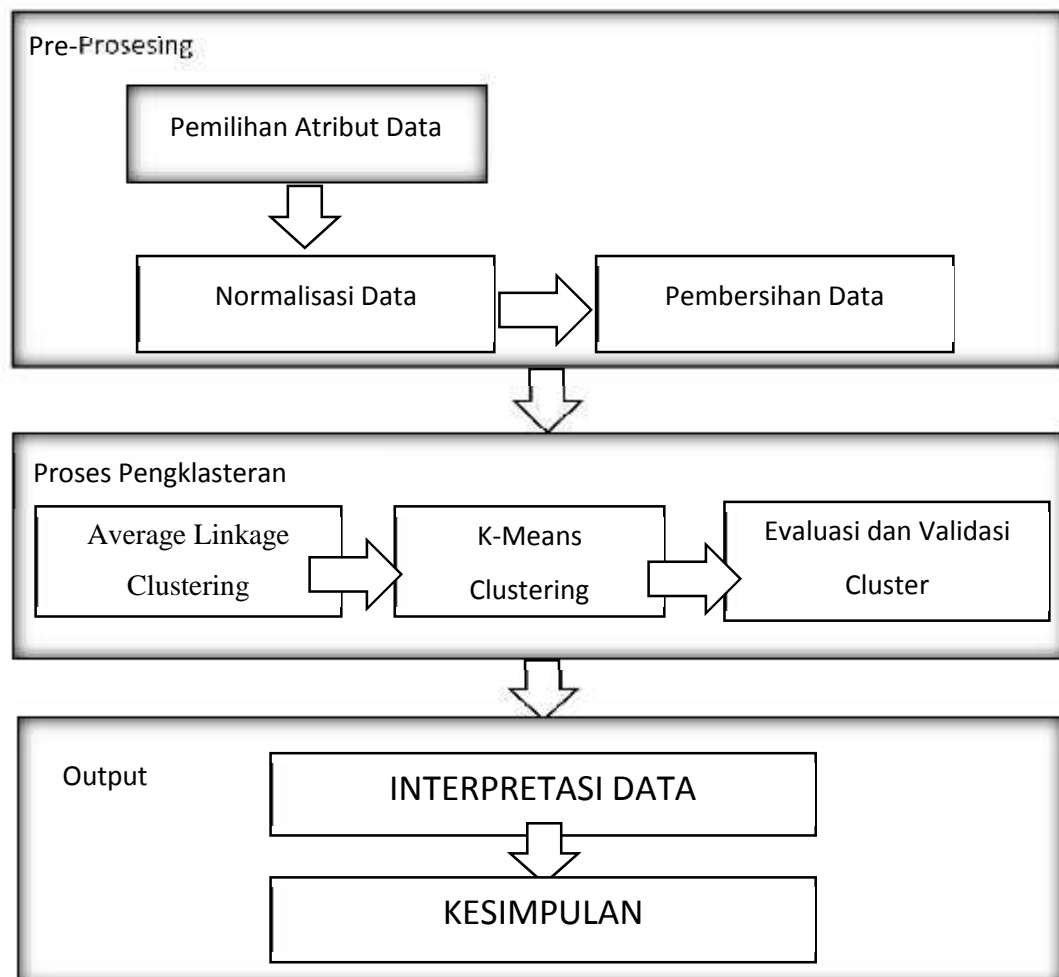 Pre-Prosesing
Pemilihan Atribut Data
Normalisasi Data
Pembersihan Data
Proses Pengklasteran
Average Linkage
Clustering
K-Means
Clustering
Evaluasi dan Validasi
Cluster
Output
INTERPRETASI DATA
KESIMPULAN